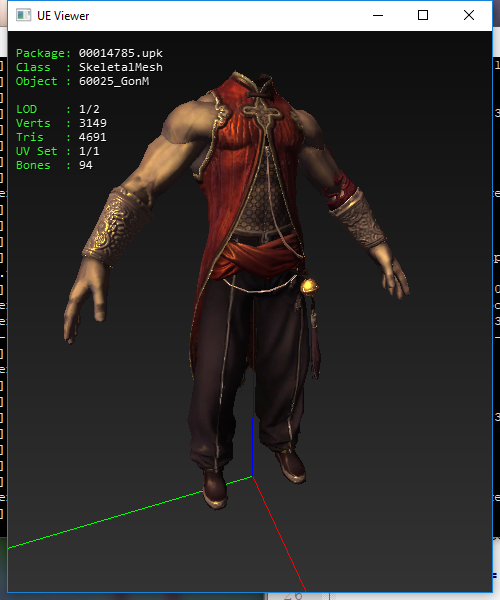 UE Viewer
Package: 00014785.upk
Class : SkeletalMesh
Object : 60025_GonM
LOD : 1/2
Verts : 3149
Tris : 4691
UV Set : 1/1
Bones : 94